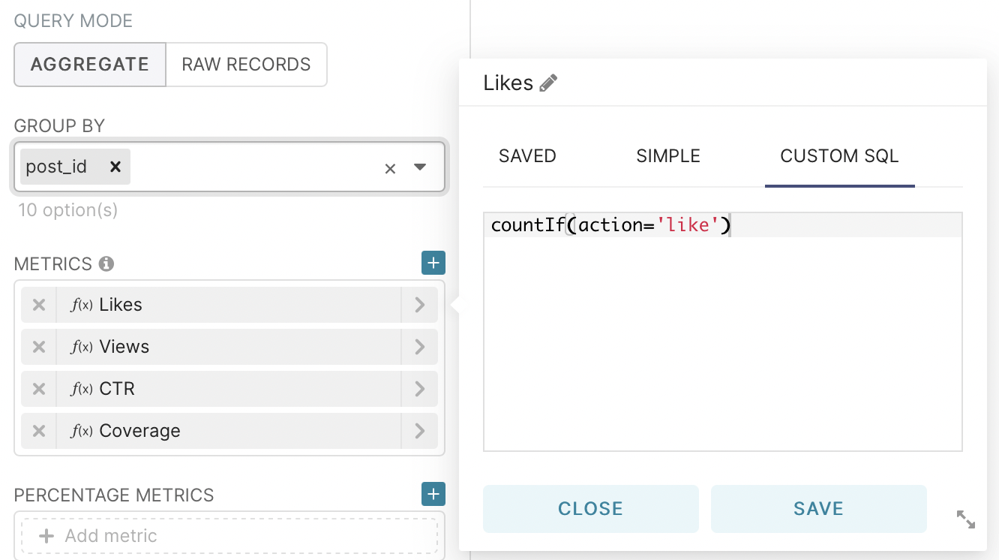 QUERY MODE
AGGREGATE RAW RECORDS
GROUP BY
post_id
10 option(s)
METRICS
f(x) Likes
f(x) Views
f(x) CTR
f(x) Coverage
PERCENTAGE METRICS
Add metric
Likes
SAVED SIMPLE CUSTOM SQL
countIf(action='like')
CLOSE SAVE